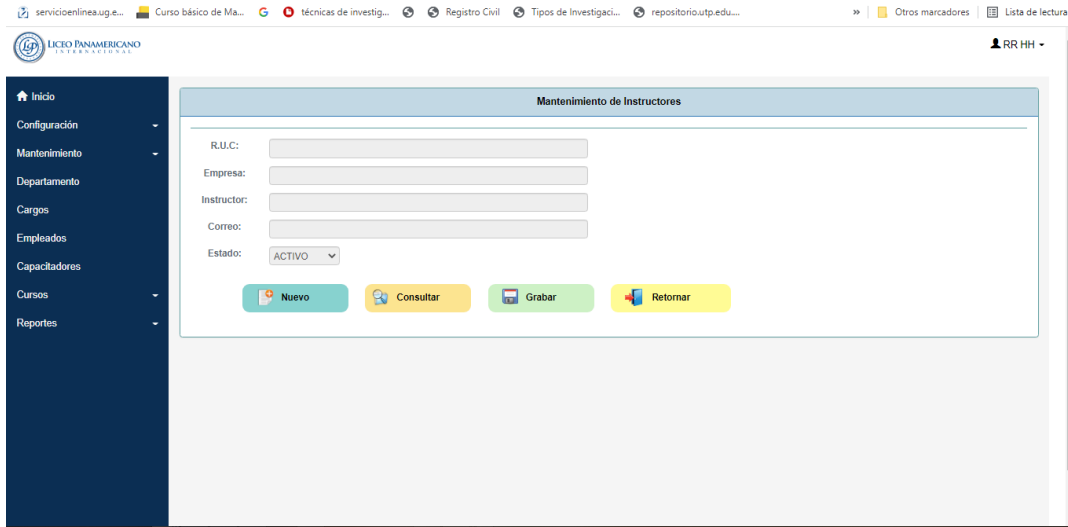 servicioenlinea.ug.e... Curso básico de Ma... técnicas de investig... Registro Civil Tipos de Investigaci... repositorio.utp.edu.... » Otros marcadores Lista de lectura
LP LICEO PANAMERICANO
INTERNACIONAL
RR HH
Inicio
Configuración
Mantenimiento
Departamento
Cargos
Empleados
Capacitadores
Cursos
Reportes
Mantenimiento de Instructores
R.U.C:
Empresa:
Instructor:
Correo:
Estado: ACTIVO
Nuevo Consultar Grabar Retornar